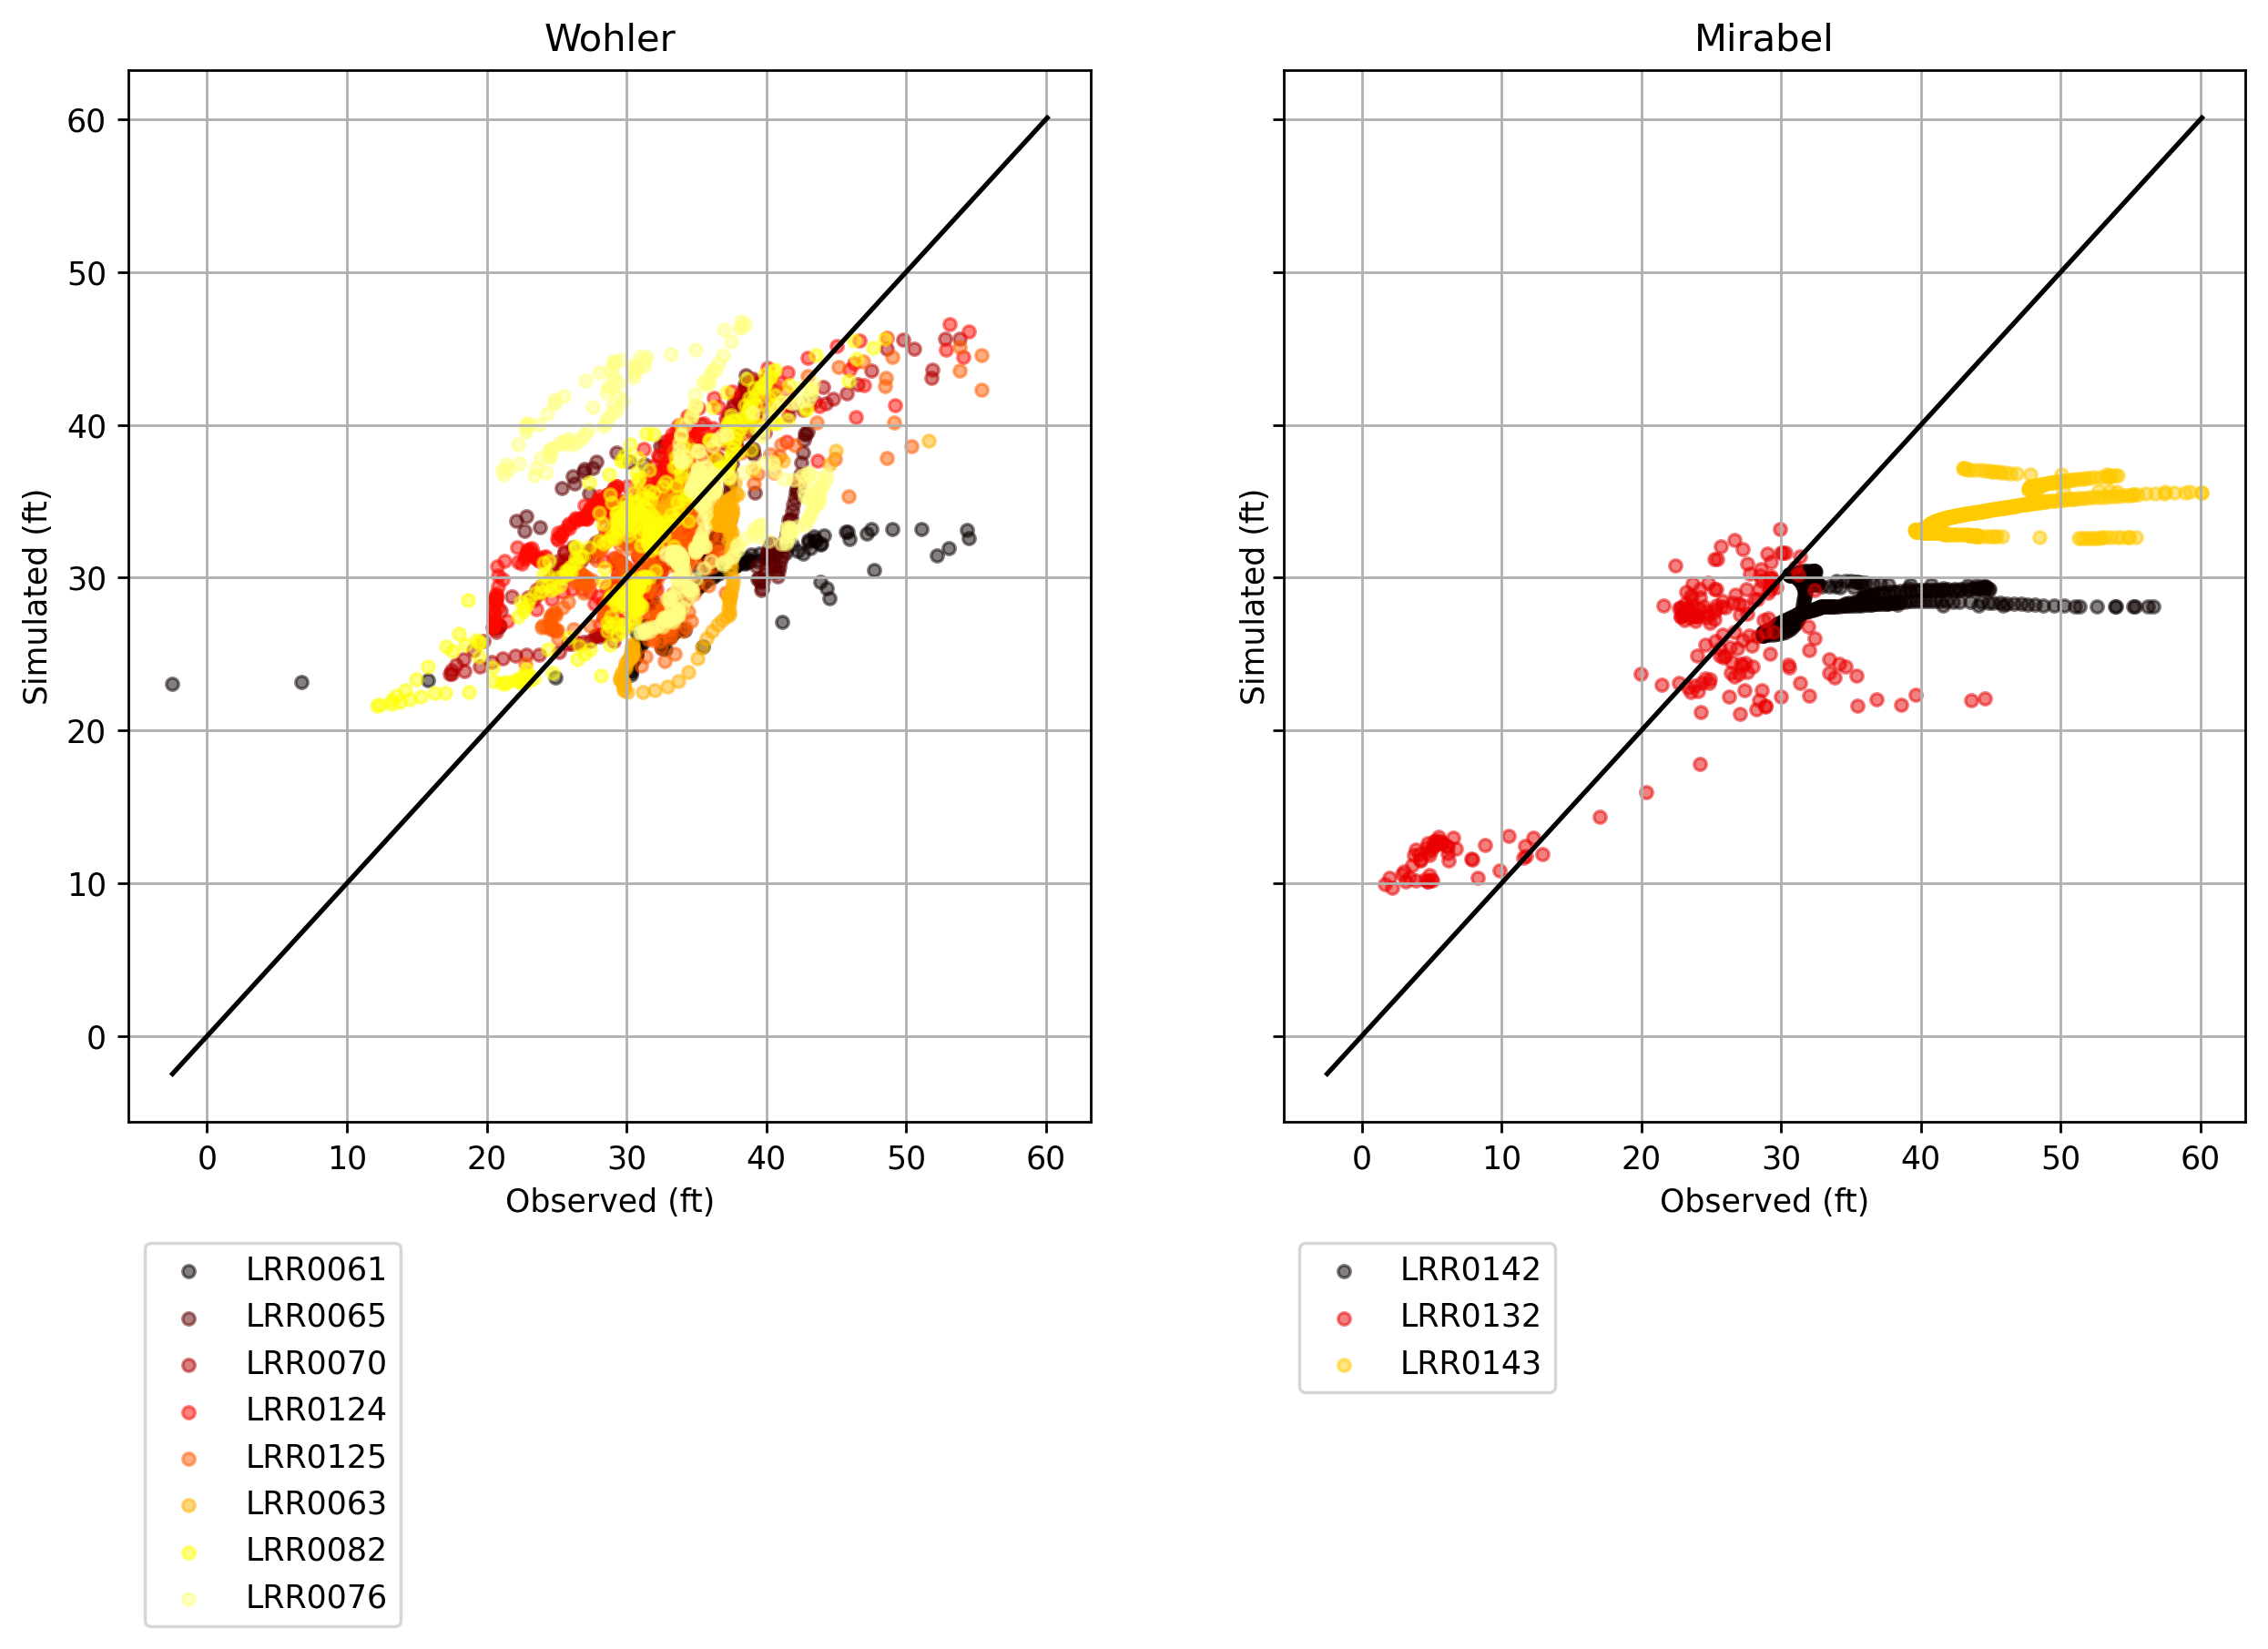 Wohler
Mirabel
60
50
40
30
20
10
0
Simulated (ft)
Simulated (ft)
0 10 20 30 40 50 60
0 10 20 30 40 50 60
Observed (ft)
Observed (ft)
LRR0061
LRR0065
LRR0070
LRR0124
LRR0125
LRR0063
LRR0082
LRR0076
LRR0142
LRR0132
LRR0143